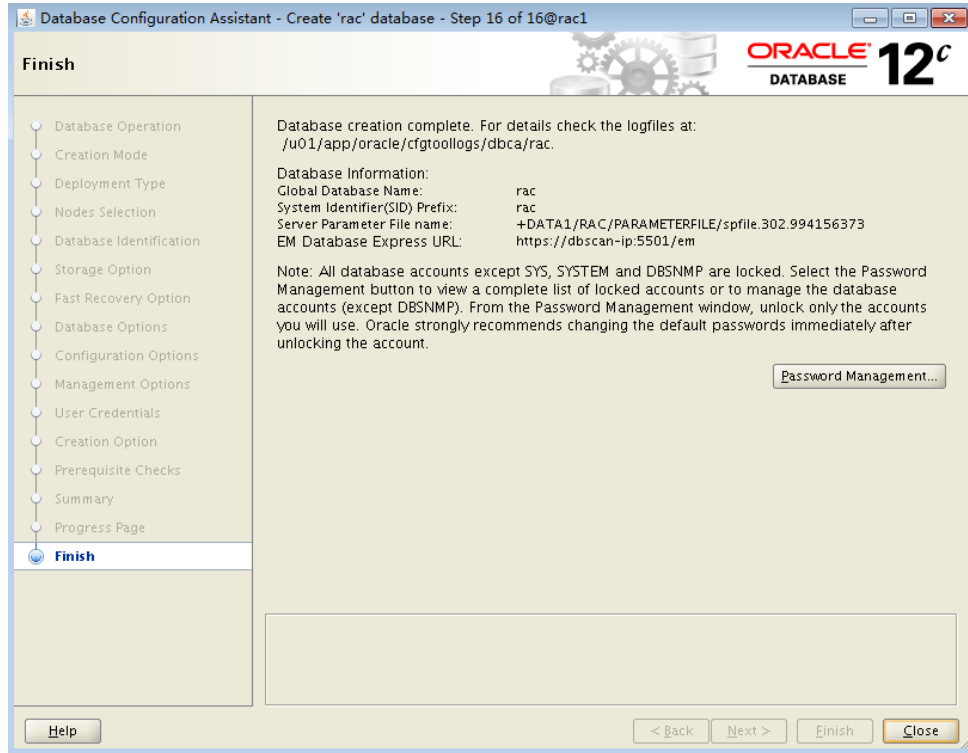 Database Configuration Assistant - Create 'rac' database - Step 16 of 16@rac1
Finish
ORACLE
DATABASE
12c
Database Operation
Creation Mode
Deployment Type
Nodes Selection
Database Identification
Storage Option
Fast Recovery Option
Database Options
Configuration Options
Management Options
User Credentials
Creation Option
Prerequisite Checks
Summary
Progress Page
Finish
Database creation complete. For details check the logfiles at:
/u01/app/oracle/cfgtoollogs/dbca/rac.
Database Information:
Global Database Name: rac
System Identifier(SID) Prefix: rac
Server Parameter File name: +DATA1/RAC/PARAMETERFILE/spfile.302.994156373
EM Database Express URL: https://dbscan-ip:5501/em
Note: All database accounts except SYS, SYSTEM and DBSNMP are locked. Select the Password
Management button to view a complete list of locked accounts or to manage the database
accounts (except DBSNMP). From the Password Management window, unlock only the accounts
you will use. Oracle strongly recommends changing the default passwords immediately after
unlocking the account.
Password Management...
Help
< Back
Next >
Finish
Close